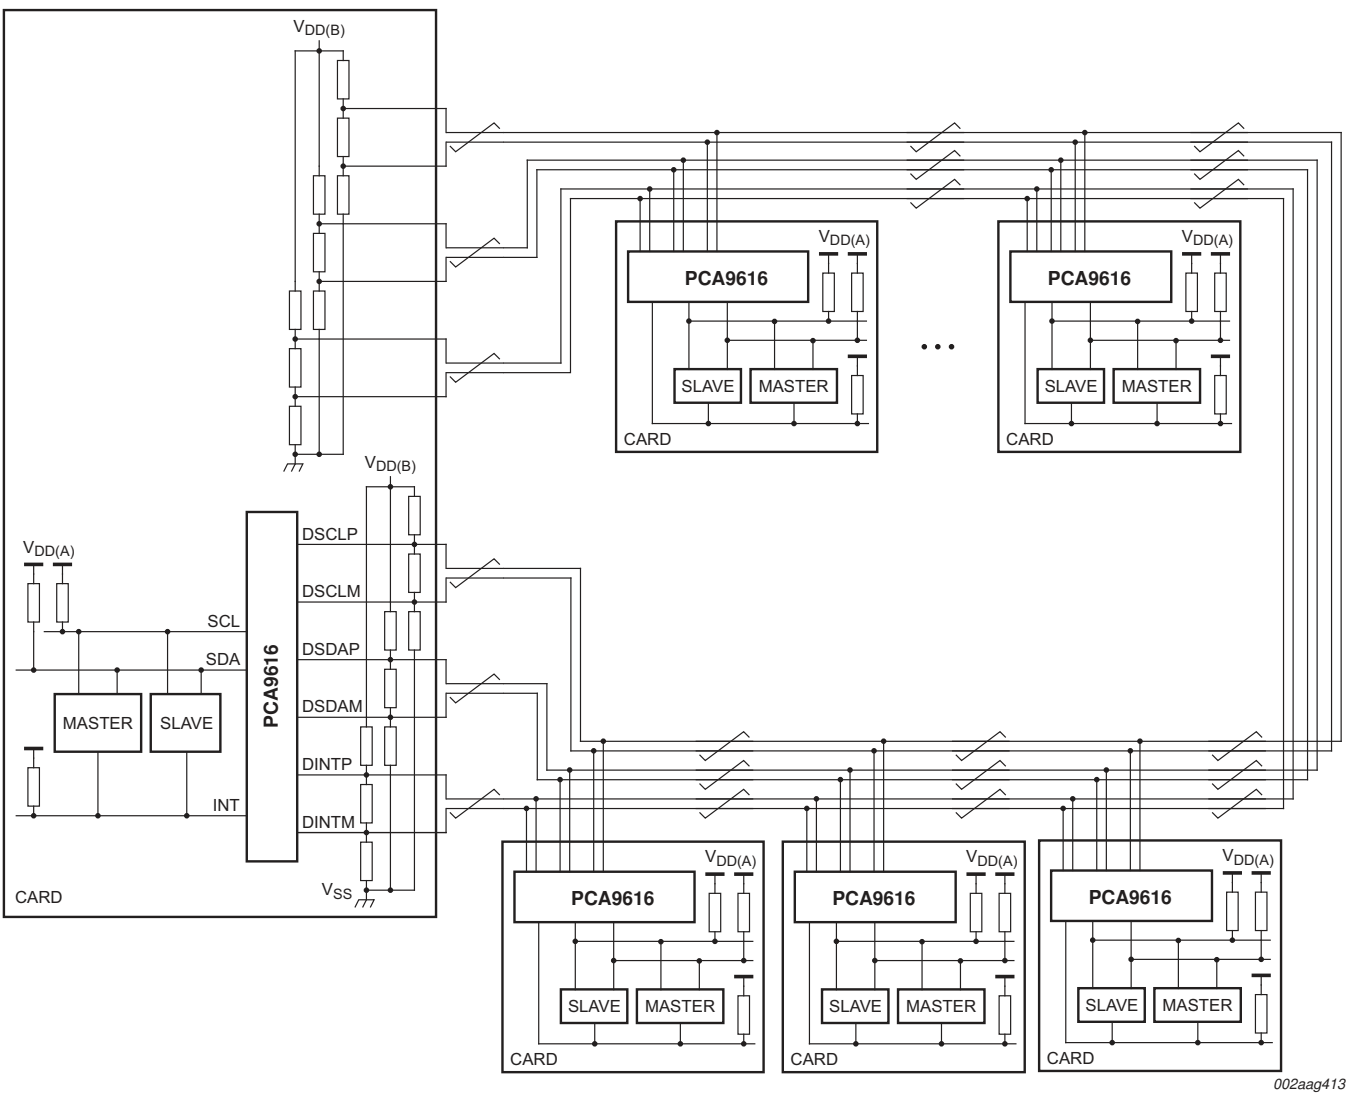 VDD(B)
VDD(A)
PCA9616
SLAVE
MASTER
CARD
• • •
VDD(A)
PCA9616
SLAVE
MASTER
CARD
VDD(B)
VDD(A)
SCL
SDA
INT
MASTER
SLAVE
PCA9616
DSCLP
DSCLM
DSDAP
DSDAM
DINTP
DINTM
VSS
CARD
VDD(A)
PCA9616
SLAVE
MASTER
CARD
VDD(A)
PCA9616
SLAVE
MASTER
CARD
VDD(A)
PCA9616
SLAVE
MASTER
CARD
002aag413